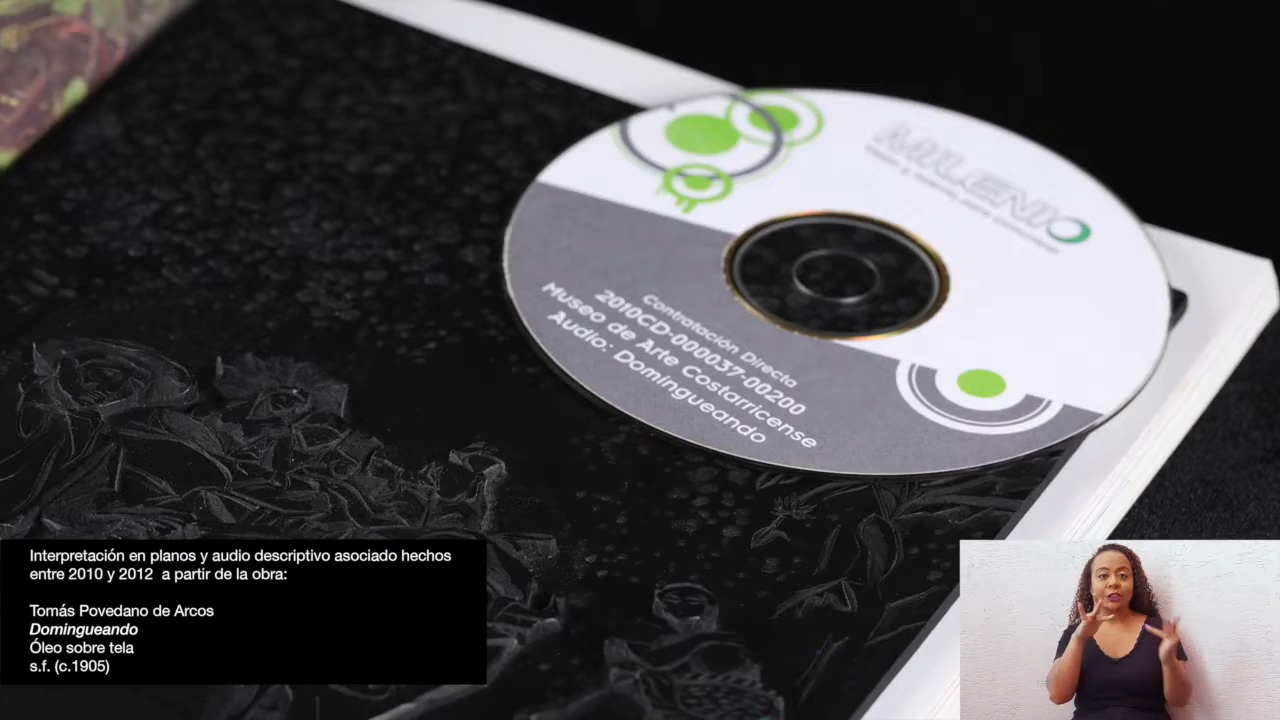 MILENIO
Contratación Directa
2010CD-000037-00200
Museo de Arte Costarricense
Audio: Domingueando
Interpretación en planos y audio descriptivo asociado hechos
entre 2010 y 2012 a partir de la obra:
Tomás Povedano de Arcos
Domingueando
Óleo sobre tela
s.f. (c.1905)